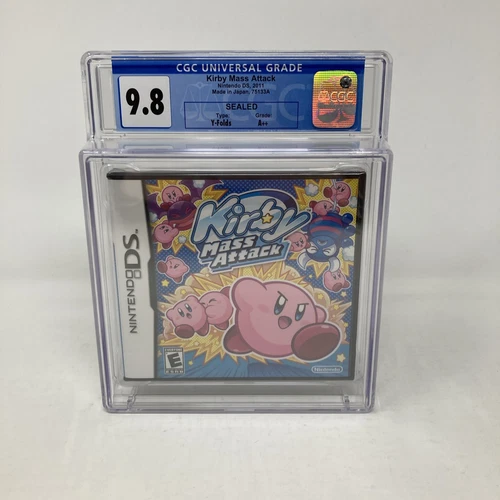 CGC UNIVERSAL GRADE
9.8
Kirby Mass Attack
Nintendo DS, 2011
Made in Japan, 75183A
SEALED
Type:
Grade:
Y-Folds
A++
CGC
NINTENDO DS
Kirby
Mass
Attack
E
Nintendo